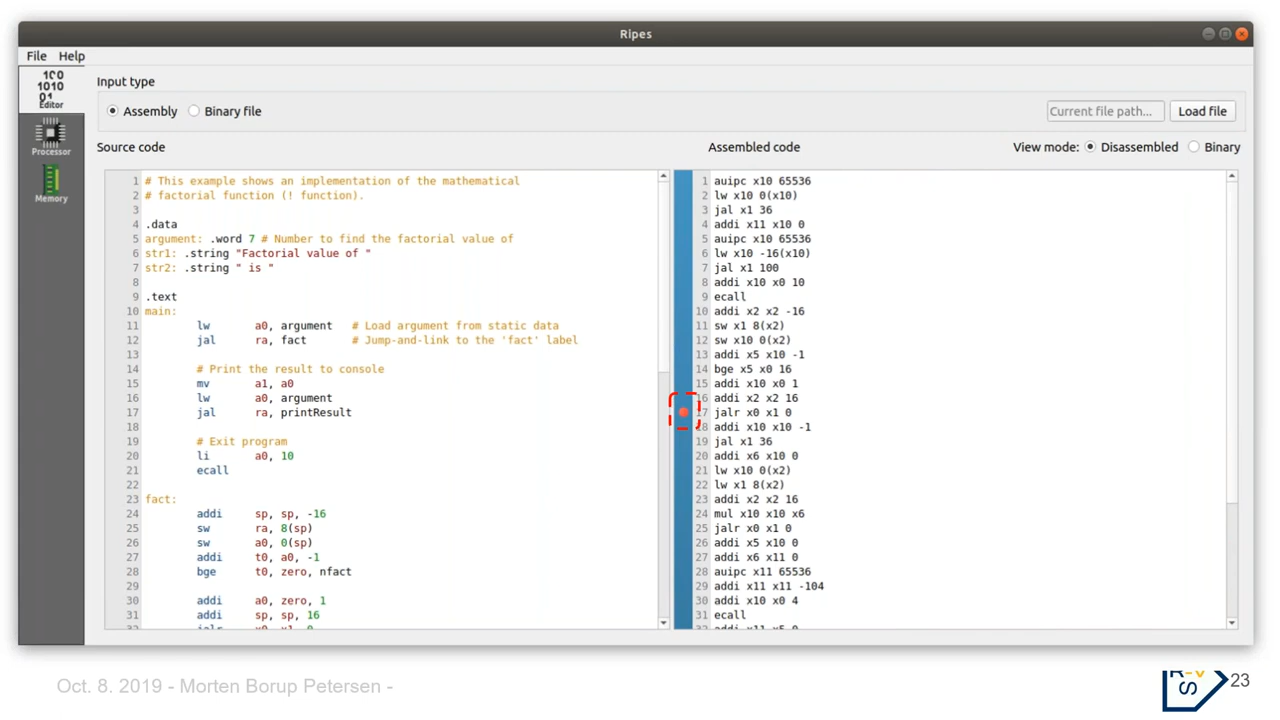 Ripes
File Help
Input type
Editor
Assembly Binary file
Current file path... Load file
Processor
Source code
Assembled code
View mode: Disassembled Binary
Memory
1 # This example shows an implementation of the mathematical
2 # factorial function (! function).
3
4 .data
5 argument: .word 7 # Number to find the factorial value of
6 str1: .string "Factorial value of "
7 str2: .string " is "
8
9 .text
10 main:
11 lw a0, argument # Load argument from static data
12 jal ra, fact # Jump-and-link to the 'fact' label
13
14 # Print the result to console
15 mv a1, a0
16 lw a0, argument
17 jal ra, printResult
18
19 # Exit program
20 li a0, 10
21 ecall
22
23 fact:
24 addi sp, sp, -16
25 sw ra, 8(sp)
26 sw a0, 0(sp)
27 addi t0, a0, -1
28 bge t0, zero, nfact
29
30 addi a0, zero, 1
31 addi sp, sp, 16
1 auipc x10 65536
2 lw x10 0(x10)
3 jal x1 36
4 addi x11 x10 0
5 auipc x10 65536
6 lw x10 -16(x10)
7 jal x1 100
8 addi x10 x0 10
9 ecall
10 addi x2 x2 -16
11 sw x1 8(x2)
12 sw x10 0(x2)
13 addi x5 x10 -1
14 bge x5 x0 16
15 addi x10 x0 1
16 addi x2 x2 16
17 jalr x0 x1 0
18 addi x10 x10 -1
19 jal x1 36
20 addi x6 x10 0
21 lw x10 0(x2)
22 lw x1 8(x2)
23 addi x2 x2 16
24 mul x10 x10 x6
25 jalr x0 x1 0
26 addi x5 x10 0
27 addi x6 x11 0
28 auipc x11 65536
29 addi x11 x11 -104
30 addi x10 x0 4
31 ecall
Oct. 8. 2019 - Morten Borup Petersen -
23